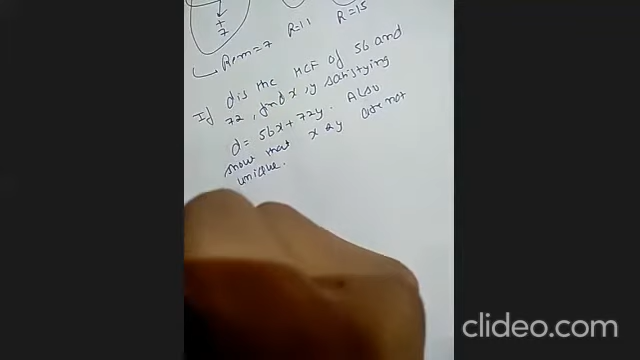 +
7
Rem=7 R=11 R=15
If d is the HCF of 56 and
72, find x, y satisfying
d = 56x + 72y. Also
show that x & y are not
unique.
clideo.com